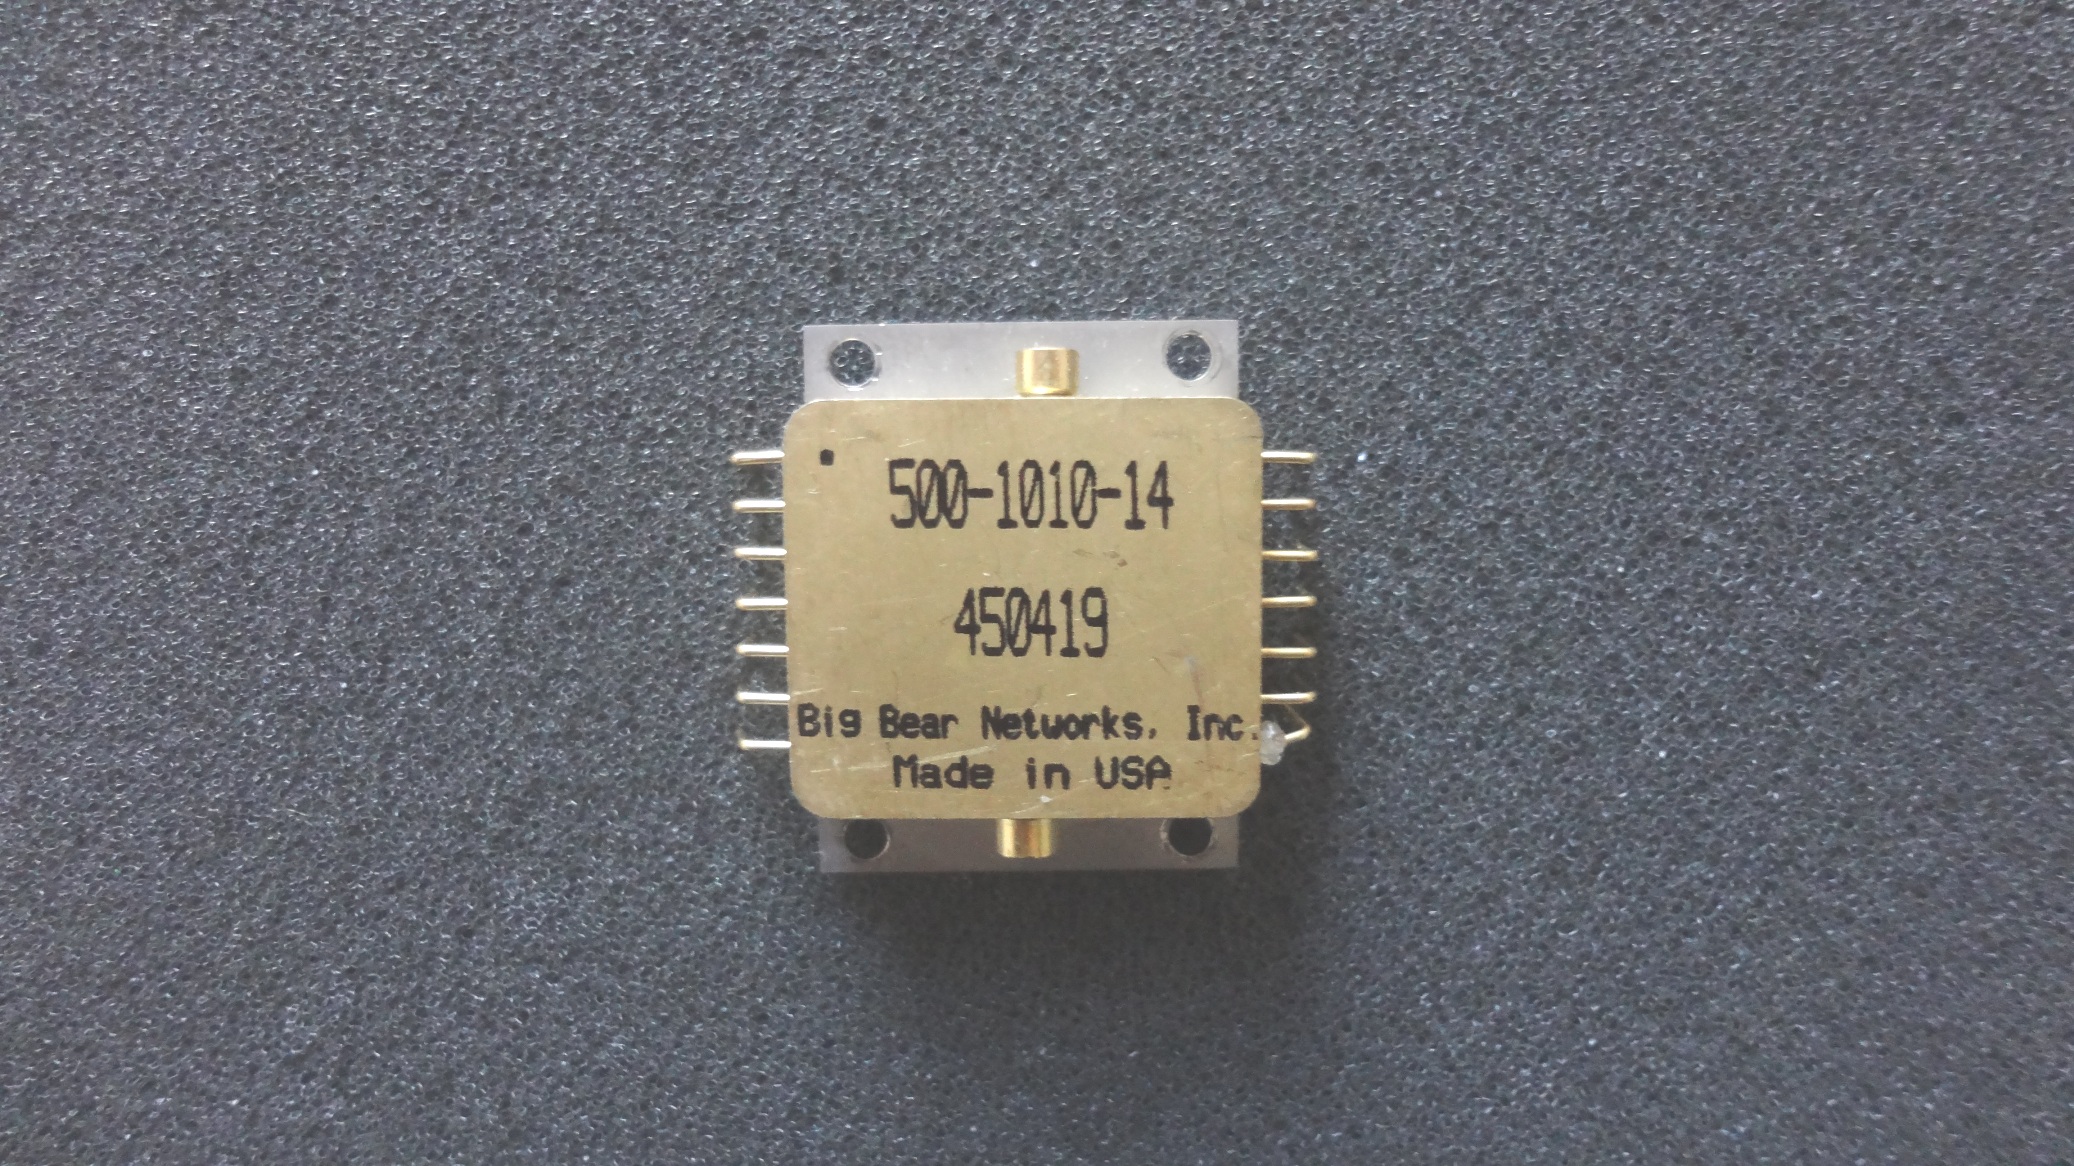 500-1010-14
450419
Big Bear Networks, Inc.
Made in USA